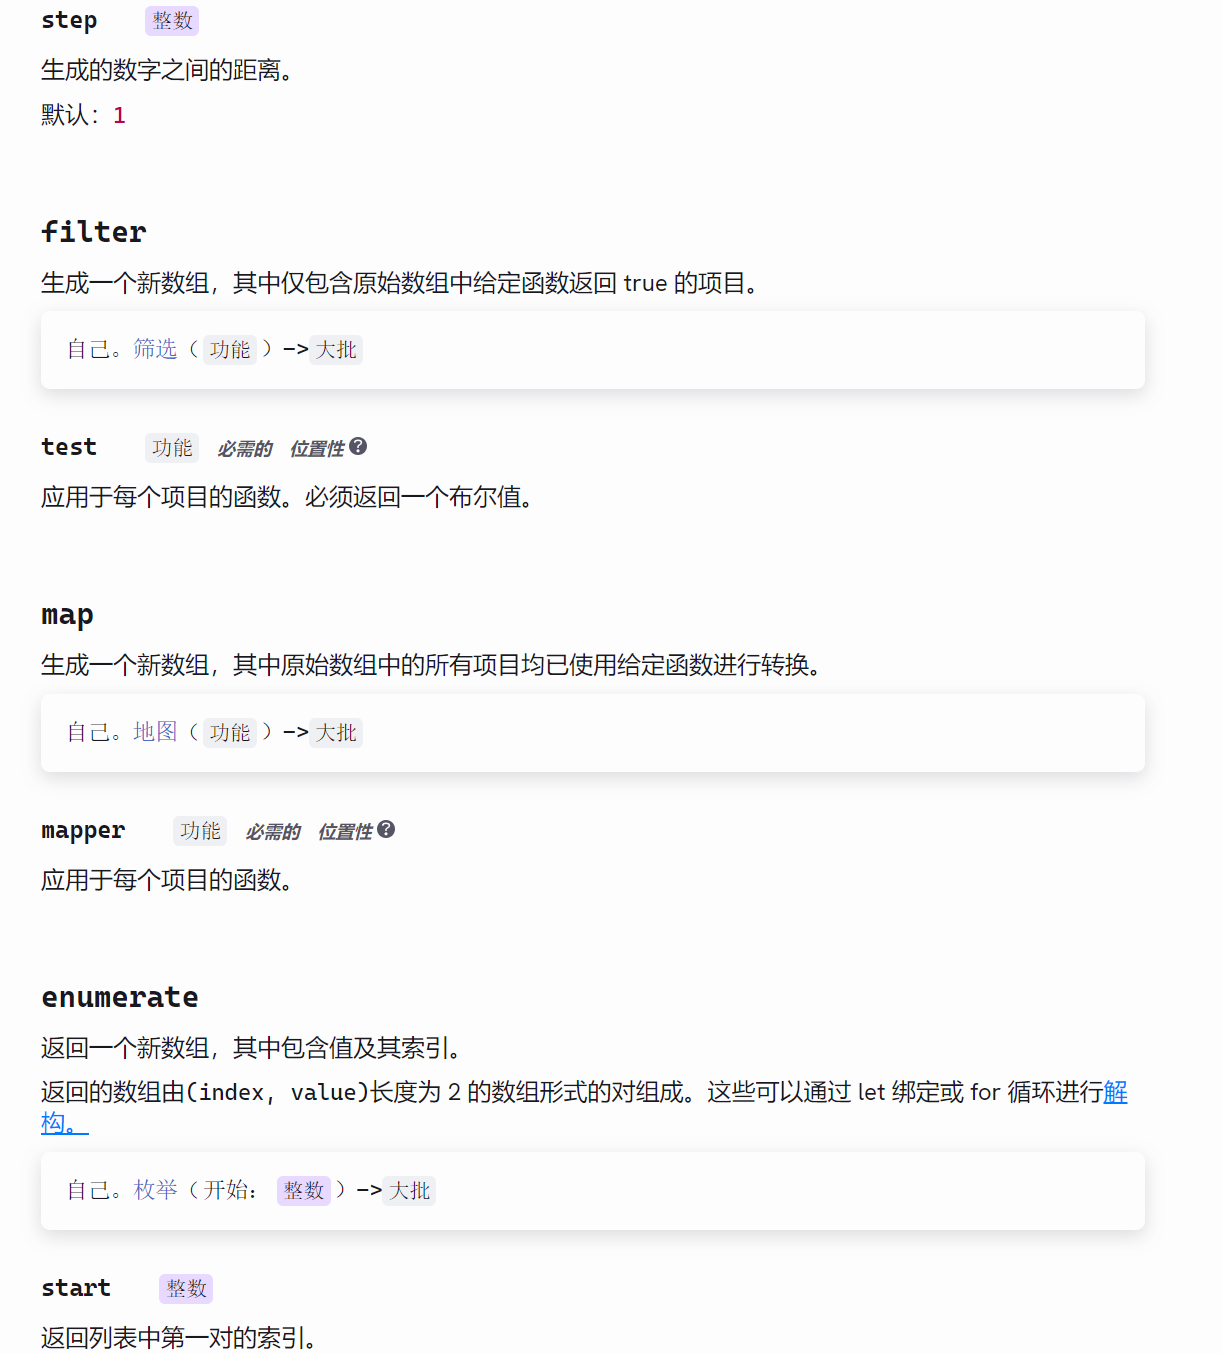 step 整数
生成的数字之间的距离。
默认：1
filter
生成一个新数组，其中仅包含原始数组中给定函数返回 true 的项目。
自己。筛选（ 功能 ）->大批
test 功能 必需的 位置性 ?
应用于每个项目的函数。必须返回一个布尔值。
map
生成一个新数组，其中原始数组中的所有项目均已使用给定函数进行转换。
自己。地图（ 功能 ）->大批
mapper 功能 必需的 位置性 ?
应用于每个项目的函数。
enumerate
返回一个新数组，其中包含值及其索引。
返回的数组由(index, value)长度为 2 的数组形式的对组成。这些可以通过 let 绑定或 for 循环进行解
构。
自己。枚举（ 开始： 整数 ）->大批
start 整数
返回列表中第一对的索引。